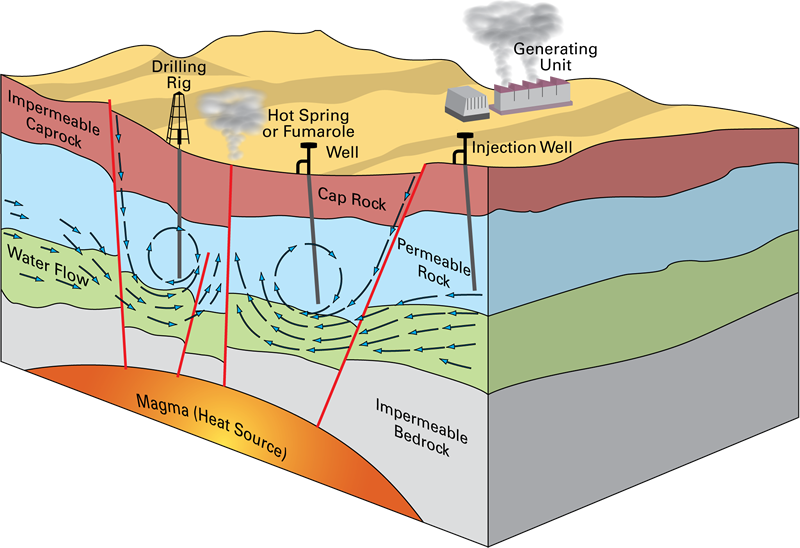 Generating
Unit
Drilling
Rig
Impermeable
Caprock
Hot Spring
or Fumarole
Well
Injection Well
Cap Rock
Permeable
Rock
Water Flow
Magma (Heat Source)
Impermeable
Bedrock